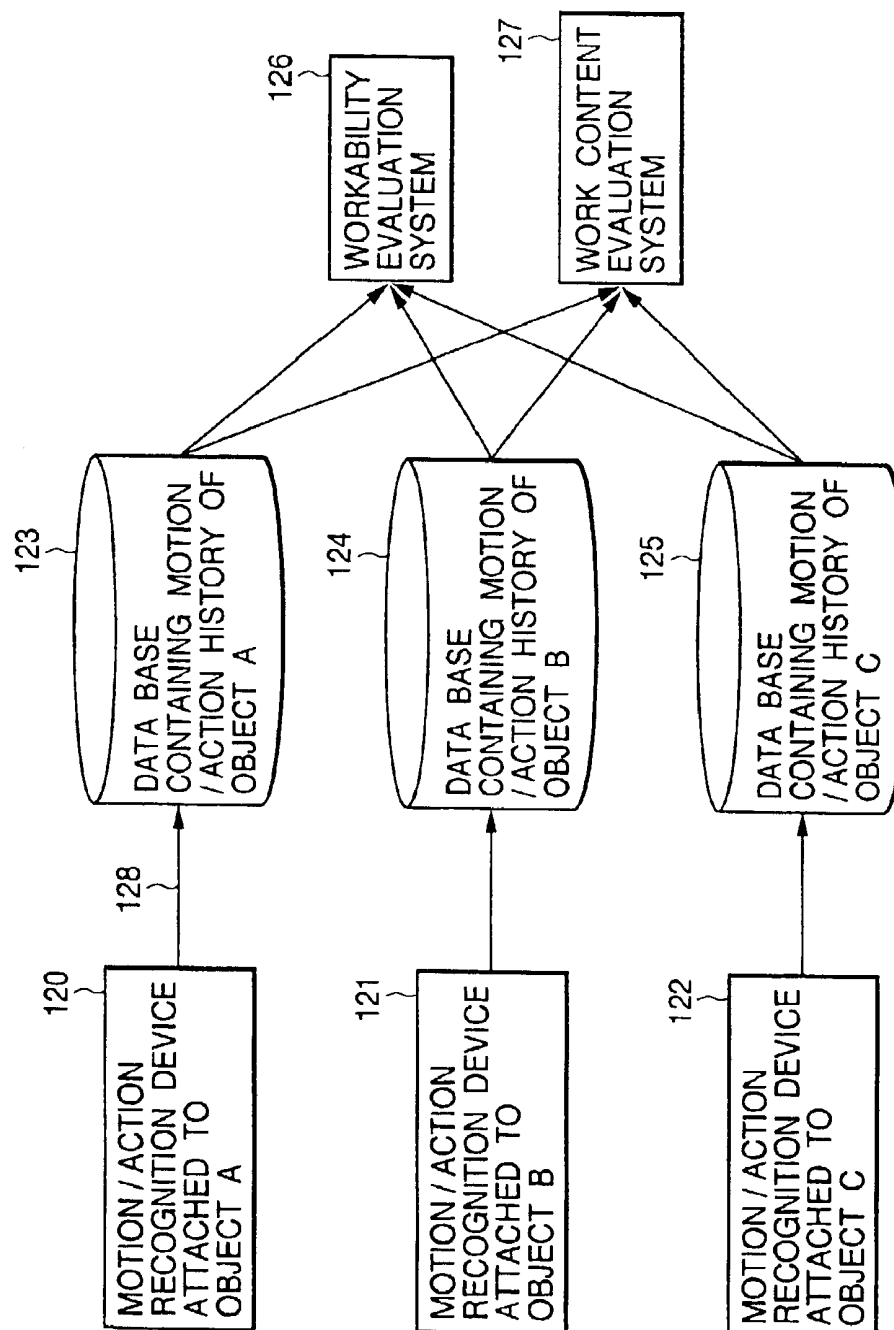 120
MOTION/ACTION
RECOGNITION DEVICE
ATTACHED TO
OBJECT A
128
123
DATA BASE
CONTAINING MOTION
/ACTION HISTORY OF
OBJECT A
121
MOTION/ACTION
RECOGNITION DEVICE
ATTACHED TO
OBJECT B
124
DATA BASE
CONTAINING MOTION
/ACTION HISTORY OF
OBJECT B
122
MOTION/ACTION
RECOGNITION DEVICE
ATTACHED TO
OBJECT C
125
DATA BASE
CONTAINING MOTION
/ACTION HISTORY OF
OBJECT C
126
WORKABILITY
EVALUATION
SYSTEM
127
WORK CONTENT
EVALUATION
SYSTEM